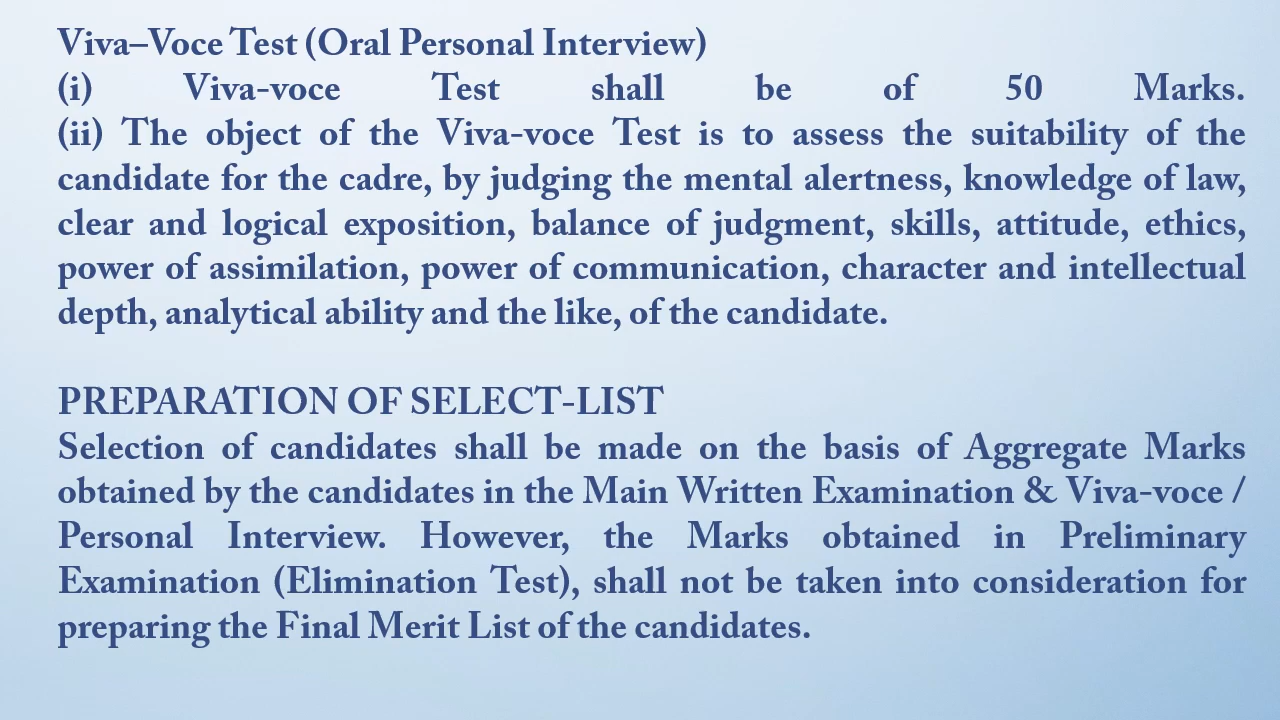 Viva–Voce Test (Oral Personal Interview)
(i) Viva-voce Test shall be of 50 Marks.
(ii) The object of the Viva-voce Test is to assess the suitability of the
candidate for the cadre, by judging the mental alertness, knowledge of law,
clear and logical exposition, balance of judgment, skills, attitude, ethics,
power of assimilation, power of communication, character and intellectual
depth, analytical ability and the like, of the candidate.
PREPARATION OF SELECT-LIST
Selection of candidates shall be made on the basis of Aggregate Marks
obtained by the candidates in the Main Written Examination & Viva-voce /
Personal Interview. However, the Marks obtained in Preliminary
Examination (Elimination Test), shall not be taken into consideration for
preparing the Final Merit List of the candidates.